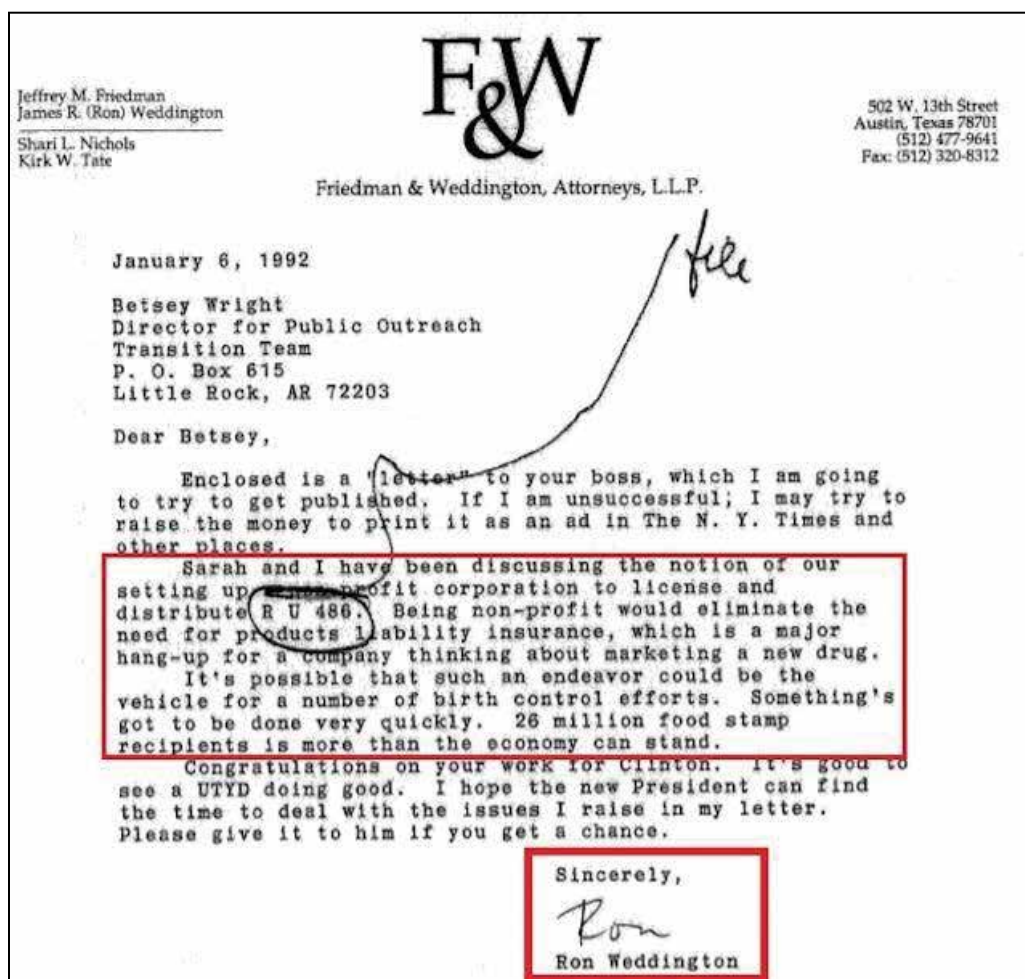 Jeffrey M. Friedman
James R. (Ron) Weddington
Shari L. Nichols
Kirk W. Tate
F&W
Friedman & Weddington, Attorneys, L.L.P.
502 W. 13th Street
Austin, Texas 78701
(512) 477-9641
Fax: (512) 320-8312
file
January 6, 1992
Betsey Wright
Director for Public Outreach
Transition Team
P. O. Box 615
Little Rock, AR 72203
Dear Betsey,
Enclosed is a "letter" to your boss, which I am going
to try to get published. If I am unsuccessful; I may try to
raise the money to print it as an ad in The N. Y. Times and
other places.
Sarah and I have been discussing the notion of our
setting up profit corporation to license and
distribute R U 486. Being non-profit would eliminate the
need for products liability insurance, which is a major
hang-up for a company thinking about marketing a new drug.
It's possible that such an endeavor could be the
vehicle for a number of birth control efforts. Something's
got to be done very quickly. 26 million food stamp
recipients is more than the economy can stand.
Congratulations on your work for Clinton. It's good to
see a UTYD doing good. I hope the new President can find
the time to deal with the issues I raise in my letter.
Please give it to him if you get a chance.
Sincerely,
Ron
Ron Weddington